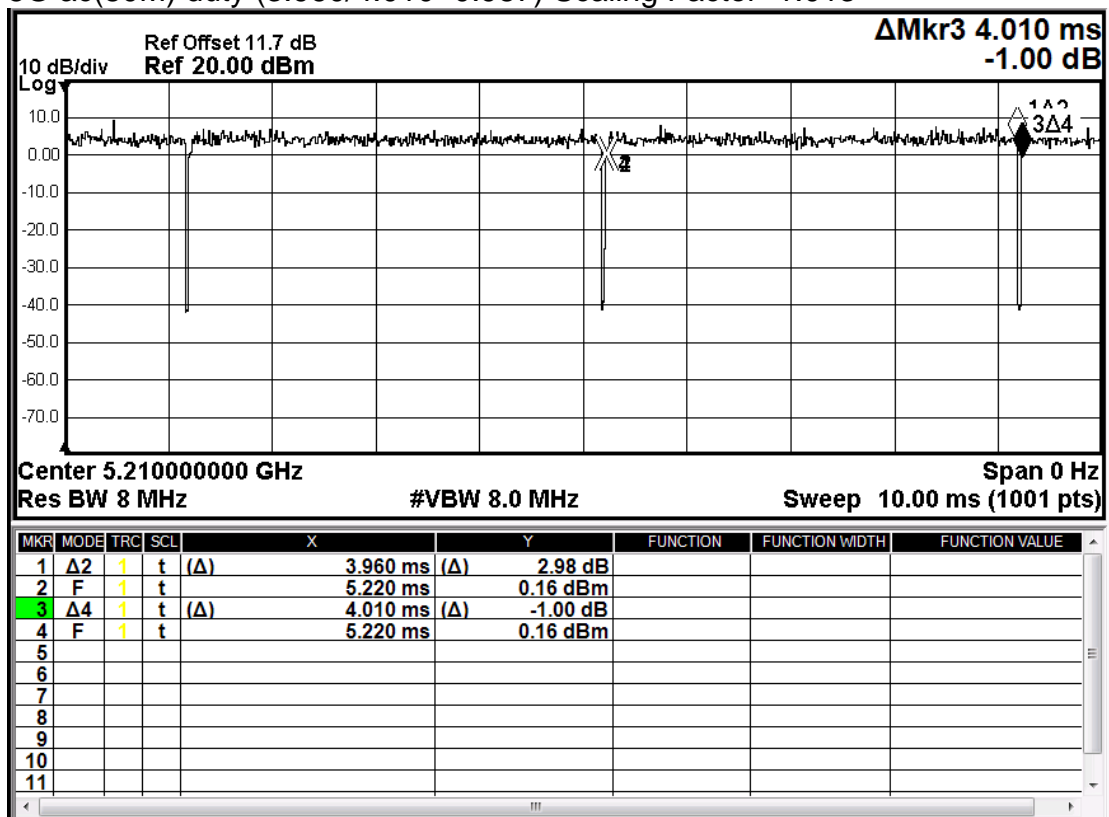 ΔMkr3 4.010 ms
Ref Offset 11.7 dB
10 dB/div Ref 20.00 dBm -1.00 dB
Log
10.0
0.00
-10.0
-20.0
-30.0
-40.0
-50.0
-60.0
-70.0
1Δ2
3Δ4
Center 5.210000000 GHz Span 0 Hz
Res BW 8 MHz #VBW 8.0 MHz Sweep 10.00 ms (1001 pts)
MKR MODE TRC SCL X Y FUNCTION FUNCTION WIDTH FUNCTION VALUE
1 Δ2 1 t (Δ) 3.960 ms (Δ) 2.98 dB
2 F 1 t 5.220 ms 0.16 dBm
3 Δ4 1 t (Δ) 4.010 ms (Δ) -1.00 dB
4 F 1 t 5.220 ms 0.16 dBm
5
6
7
8
9
10
11